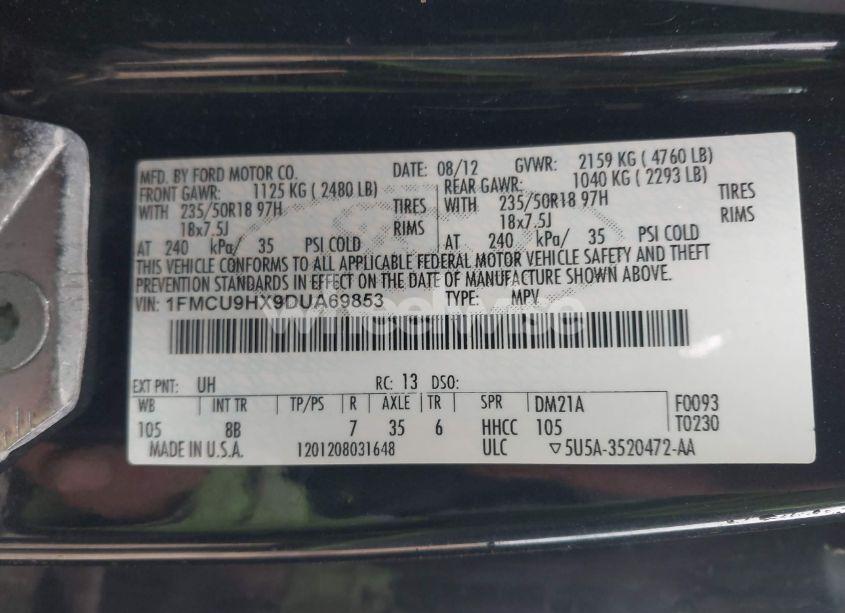 MFD. BY FORD MOTOR CO. DATE: 08/12 GVWR: 2159 KG ( 4760 LB)
FRONT GAWR: 1125 KG ( 2480 LB) REAR GAWR: 1040 KG ( 2293 LB)
WITH 235/50R18 97H TIRES WITH 235/50R18 97H TIRES
18x7.5J RIMS 18x7.5J RIMS
AT 240 kPa/ 35 PSI COLD AT 240 kPa/ 35 PSI COLD
THIS VEHICLE CONFORMS TO ALL APPLICABLE FEDERAL MOTOR VEHICLE SAFETY AND THEFT
PREVENTION STANDARDS IN EFFECT ON THE DATE OF MANUFACTURE SHOWN ABOVE.
VIN: 1FMCU9HX9DUA69853 TYPE: MPV
wheelwise
EXT PNT: UH RC: 13 DSO:
WB INT TR TP/PS R AXLE TR SPR DM21A F0093
105 8B 7 35 6 HHCC 105 T0230
MADE IN U.S.A. 1201208031648 ULC ▽5U5A-3520472-AA